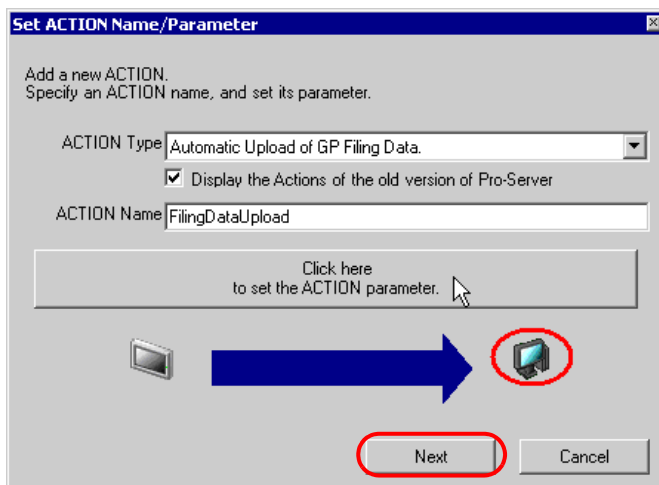 Set ACTION Name/Parameter
Add a new ACTION.
Specify an ACTION name, and set its parameter.
ACTION Type Automatic Upload of GP Filing Data.
Display the Actions of the old version of Pro-Server
ACTION Name FilingDataUpload
Click here
to set the ACTION parameter.
Next Cancel